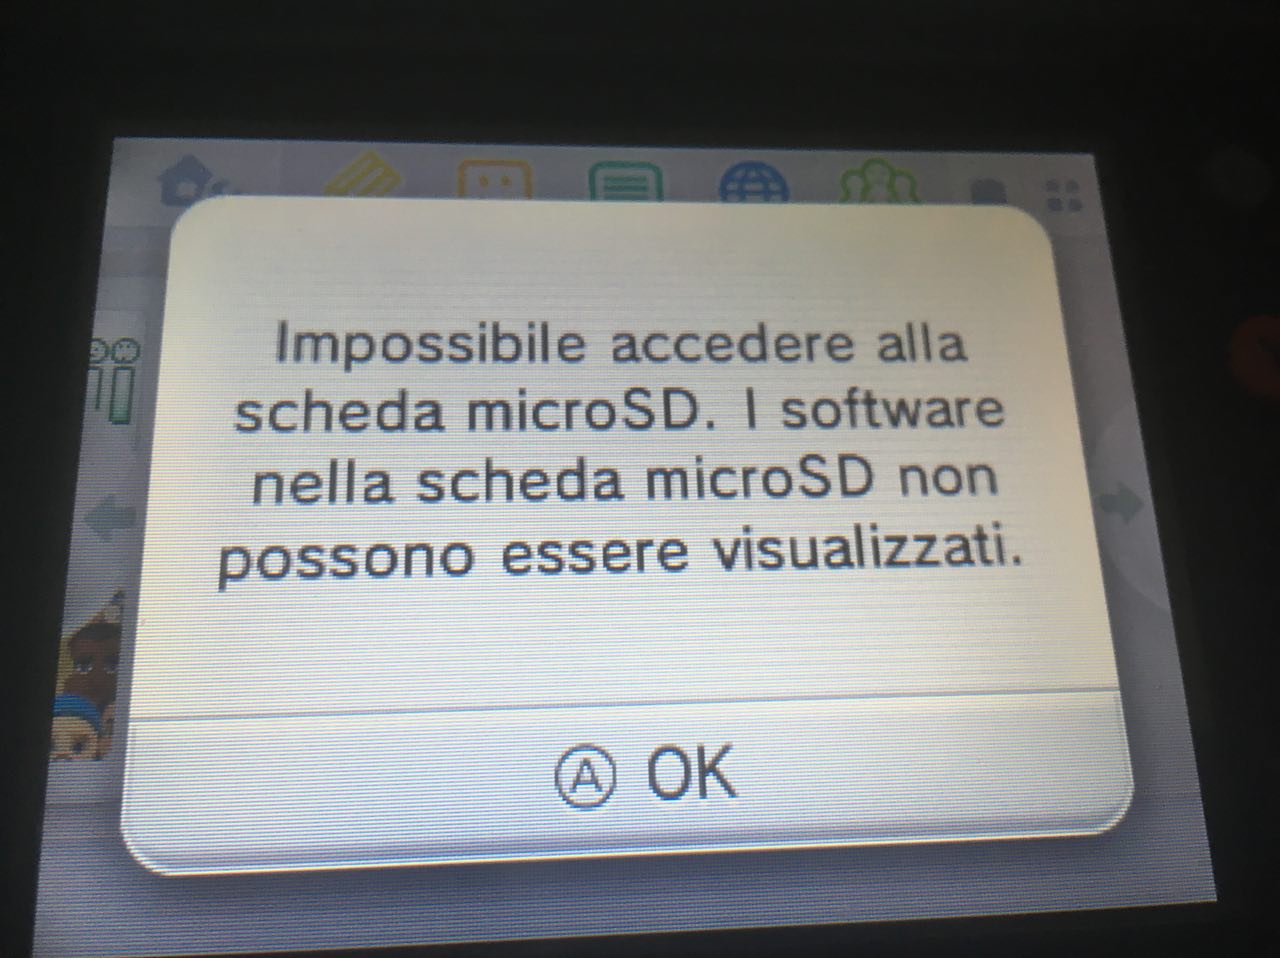 Impossibile accedere alla
scheda microSD. I software
nella scheda microSD non
possono essere visualizzati.
Ⓐ OK